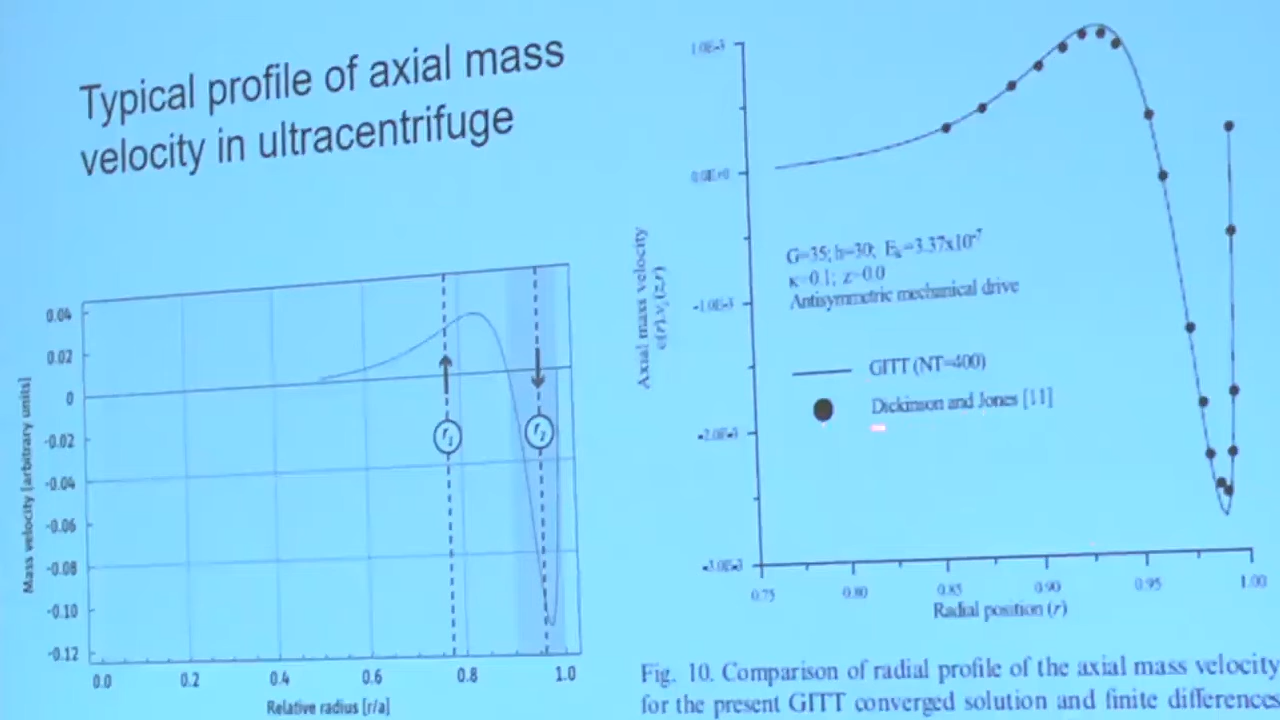 Typical profile of axial mass
velocity in ultracentrifuge
0.04
0.02
0
-0.02
-0.04
-0.06
-0.08
-0.10
-0.12
Mass velocity [arbitrary units]
r1
r2
0.0 0.2 0.4 0.6 0.8 1.0
Relative radius [r/a]
1.0E-3
0.0E+0
-1.0E-3
-2.0E-3
-3.0E-3
Axial mass velocity
G=35; h=30; Ek=3.37x10-7
κ=0.1; z=0.0
Antisymmetric mechanical drive
GITT (NT=400)
Dickinson and Jones [11]
0.75 0.80 0.85 0.90 0.95 1.00
Radial position (r)
Fig. 10. Comparison of radial profile of the axial mass velocity
for the present GITT converged solution and finite differences